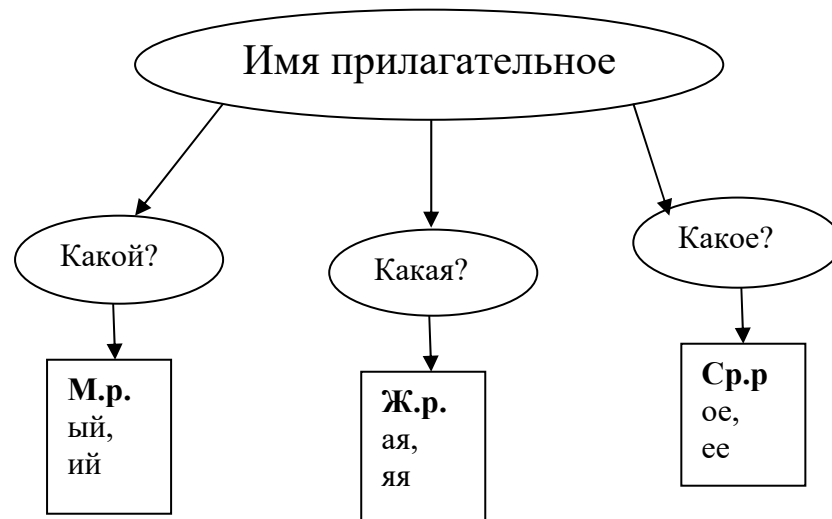 Имя прилагательное
Какой?
Какая?
Какое?
М.р.
ый,
ий
Ж.р.
ая,
яя
Ср.р
ое,
ее